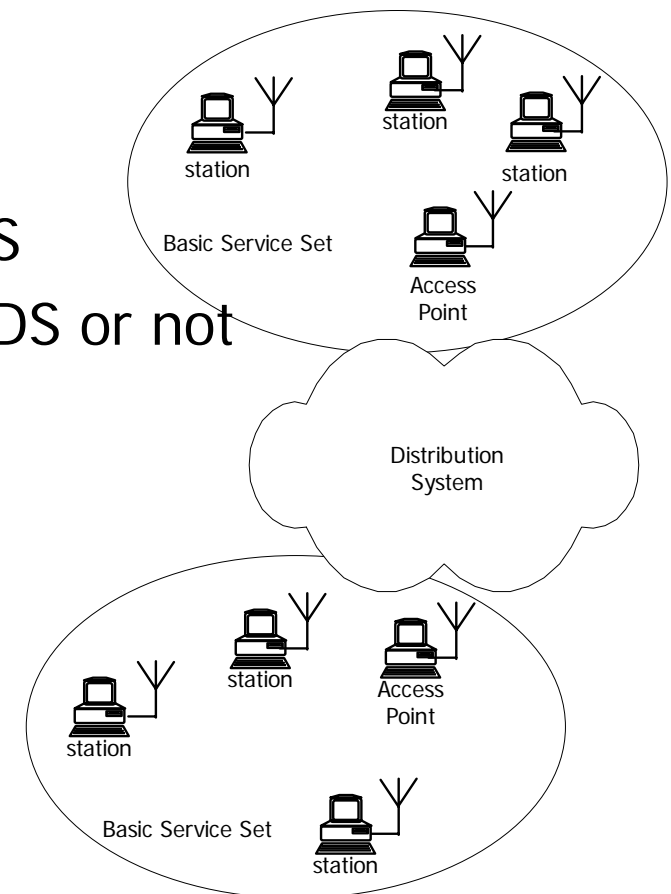 station
station
station
S
Basic Service Set
Access
Point
DS or not
Distribution
System
station
Access
Point
station
Basic Service Set
station